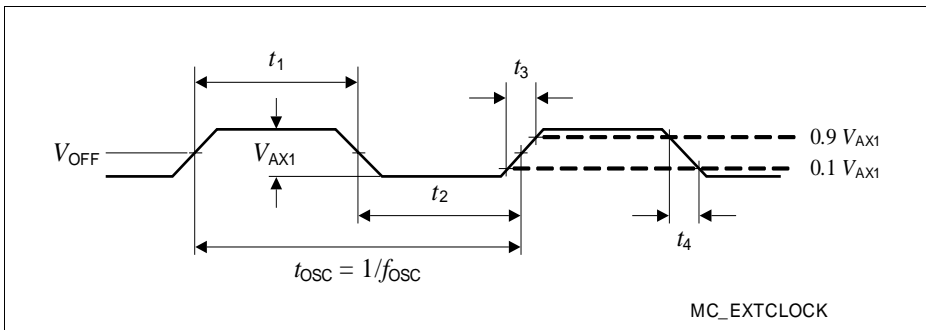 t1
t3
VOFF
VAX1
0.9 VAX1
0.1 VAX1
t2
t4
tOSC = 1/fOSC
MC_EXTCLOCK